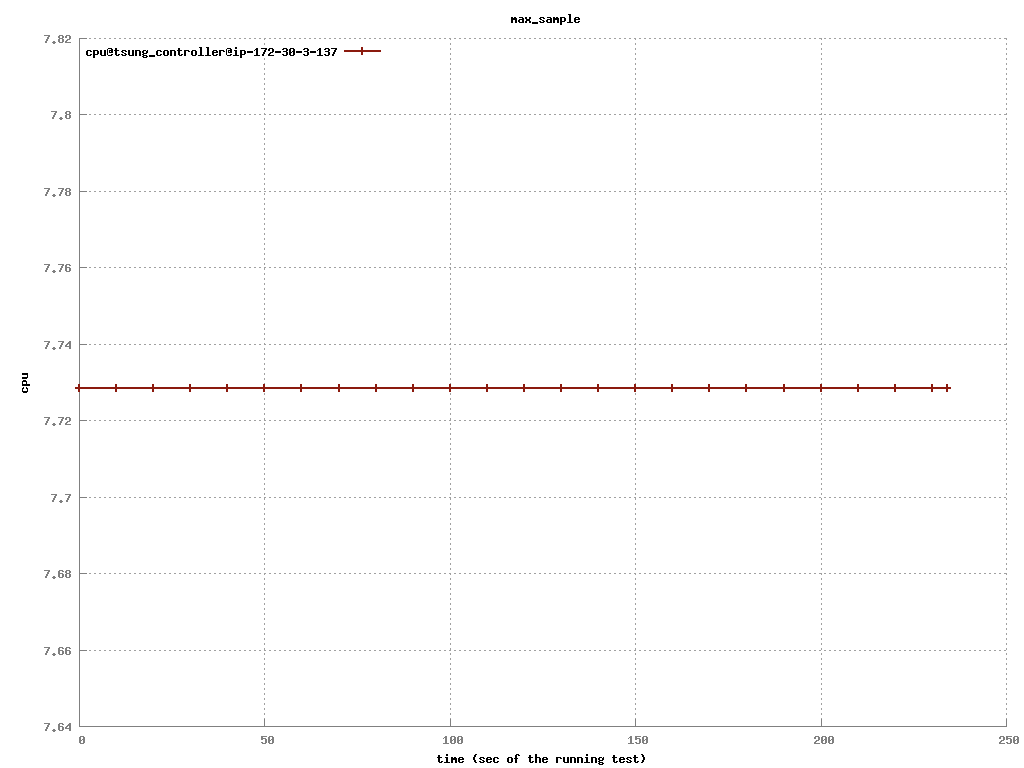 max_sample
7.82
cpu@tsung_controller@ip-172-30-3-137
7.8
7.78
7.76
7.74
cpu
7.72
7.7
7.68
7.66
7.64
0 50 100 150 200 250
time (sec of the running test)